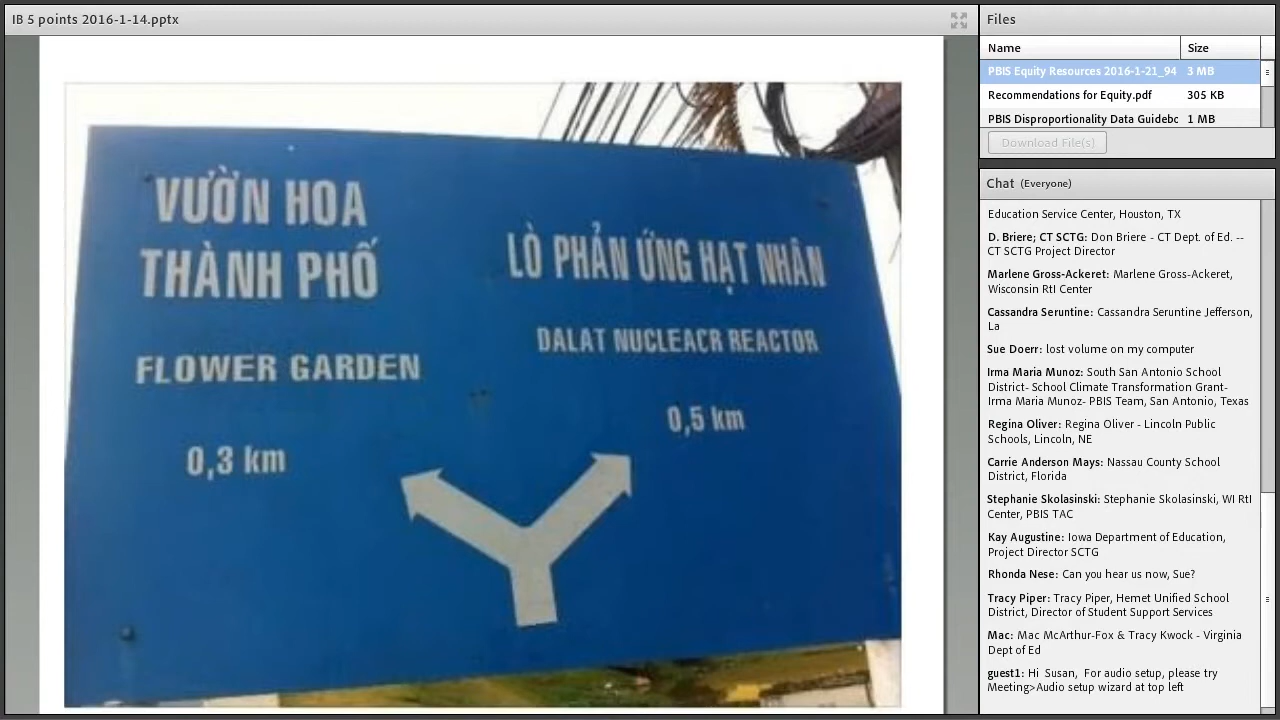 IB 5 points 2016-1-14.pptx
VƯỜN HOA
THÀNH PHỐ
FLOWER GARDEN
0,3 km
LÒ PHẢN ỨNG HẠT NHÂN
DALAT NUCLEACR REACTOR
0,5 km
Files
Name Size
PBIS Equity Resources 2016-1-21_94 3 MB
Recommendations for Equity.pdf 305 KB
PBIS Disproportionality Data Guidebc 1 MB
Download File(s)
Chat (Everyone)
Education Service Center, Houston, TX
D. Briere; CT SCTG: Don Briere - CT Dept. of Ed. --
CT SCTG Project Director
Marlene Gross-Ackeret: Marlene Gross-Ackeret,
Wisconsin RtI Center
Cassandra Seruntine: Cassandra Seruntine Jefferson,
La
Sue Doerr: lost volume on my computer
Irma Maria Munoz: South San Antonio School
District- School Climate Transformation Grant-
Irma Maria Munoz- PBIS Team, San Antonio, Texas
Regina Oliver: Regina Oliver - Lincoln Public
Schools, Lincoln, NE
Carrie Anderson Mays: Nassau County School
District, Florida
Stephanie Skolasinski: Stephanie Skolasinski, WI RtI
Center, PBIS TAC
Kay Augustine: Iowa Department of Education,
Project Director SCTG
Rhonda Nese: Can you hear us now, Sue?
Tracy Piper: Tracy Piper, Hemet Unified School
District, Director of Student Support Services
Mac: Mac McArthur-Fox & Tracy Kwock - Virginia
Dept of Ed
guest1: Hi Susan, For audio setup, please try
Meeting>Audio setup wizard at top left